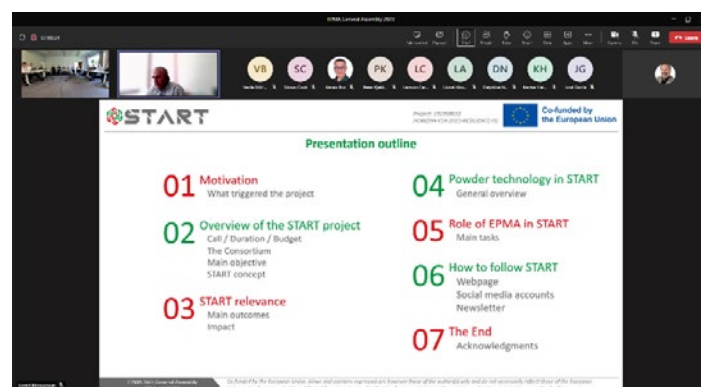 EPMA General Assembly 2023
VB
SC
PK
LC
LA
DN
KH
JG
START
Co-funded by
the European Union
Presentation outline
01 Motivation
What triggered the project
02 Overview of the START project
Call / Duration / Budget
The Consortium
Main objective
START concept
03 START relevance
Main outcomes
Impact
04 Powder technology in START
General overview
05 Role of EPMA in START
Main tasks
06 How to follow START
Webpage
Social media accounts
Newsletter
07 The End
Acknowledgments